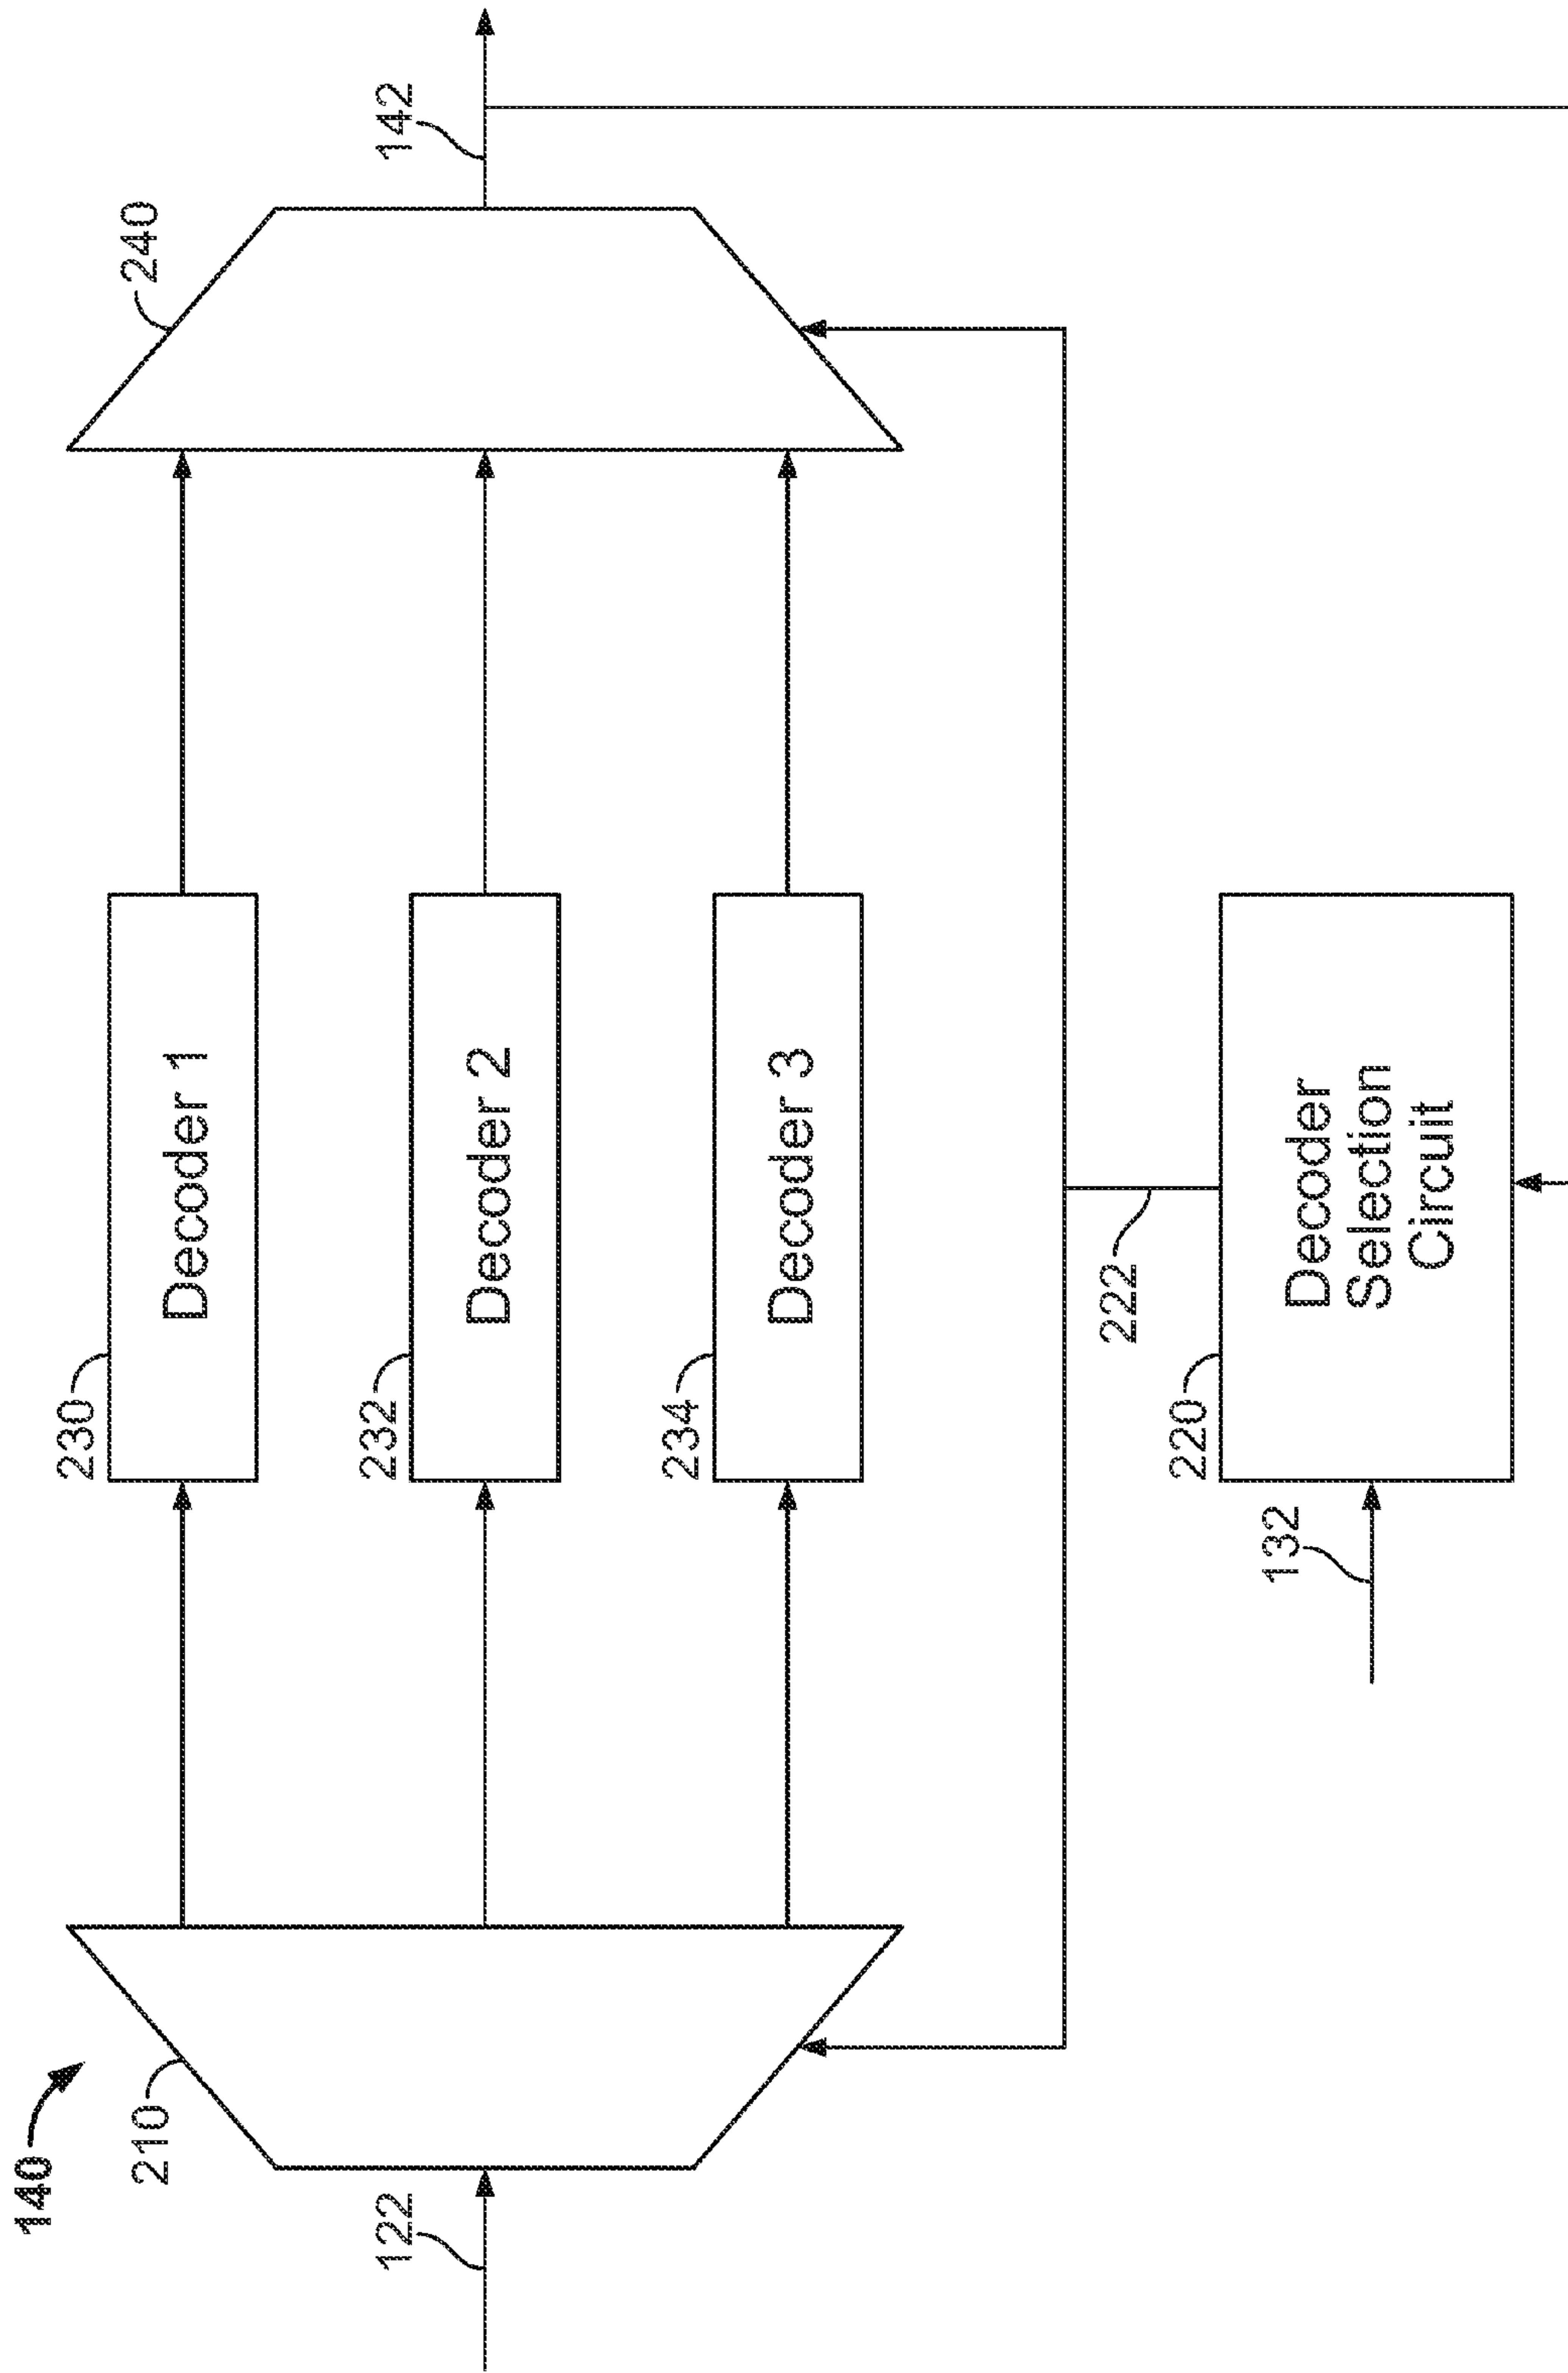 140
210
122
230
Decoder 1
232
Decoder 2
234
Decoder 3
240
142
222
220
Decoder
Selection
Circuit
132